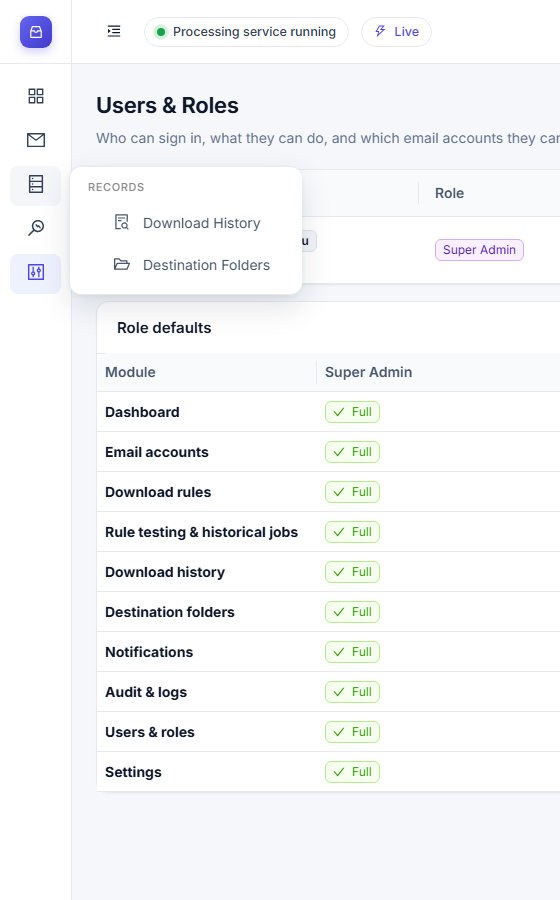 Processing service running
Live
Users & Roles
Who can sign in, what they can do, and which email accounts they
RECORDS
Download History
Destination Folders
Role
Super Admin
Role defaults
Module
Super Admin
Dashboard
Full
Email accounts
Full
Download rules
Full
Rule testing & historical jobs
Full
Download history
Full
Destination folders
Full
Notifications
Full
Audit & logs
Full
Users & roles
Full
Settings
Full